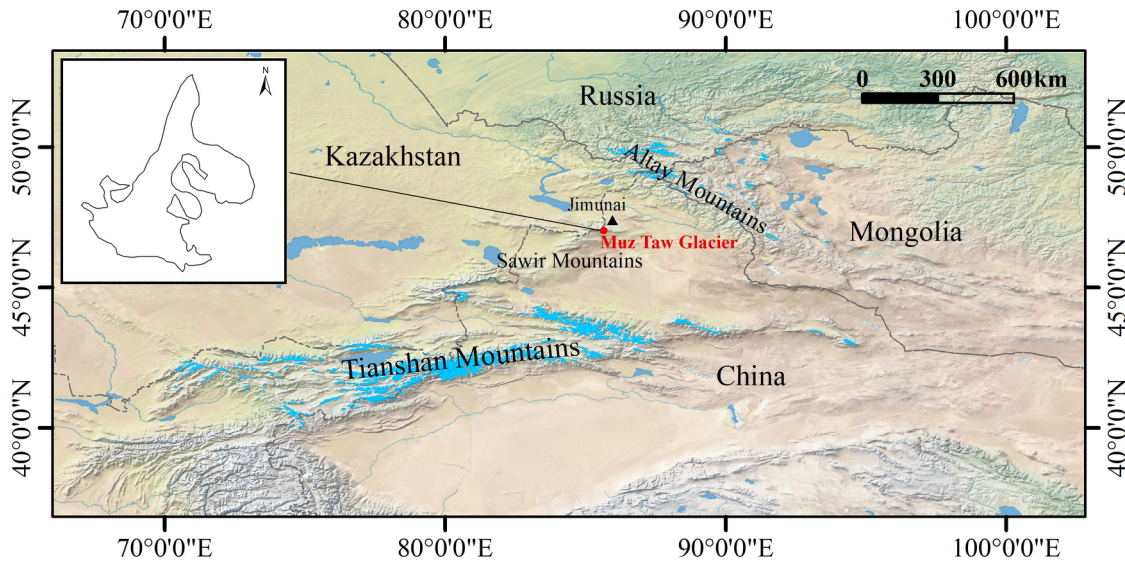 70°0'0"E 80°0'0"E 90°0'0"E 100°0'0"E
N
0 300 600km
Russia
50°0'0"N
50°0'0"N
Kazakhstan
Altay Mountains
Jimunai
Muz Taw Glacier
Mongolia
Sawir Mountains
45°0'0"N
45°0'0"N
Tianshan Mountains
China
40°0'0"N
40°0'0"N
70°0'0"E 80°0'0"E 90°0'0"E 100°0'0"E